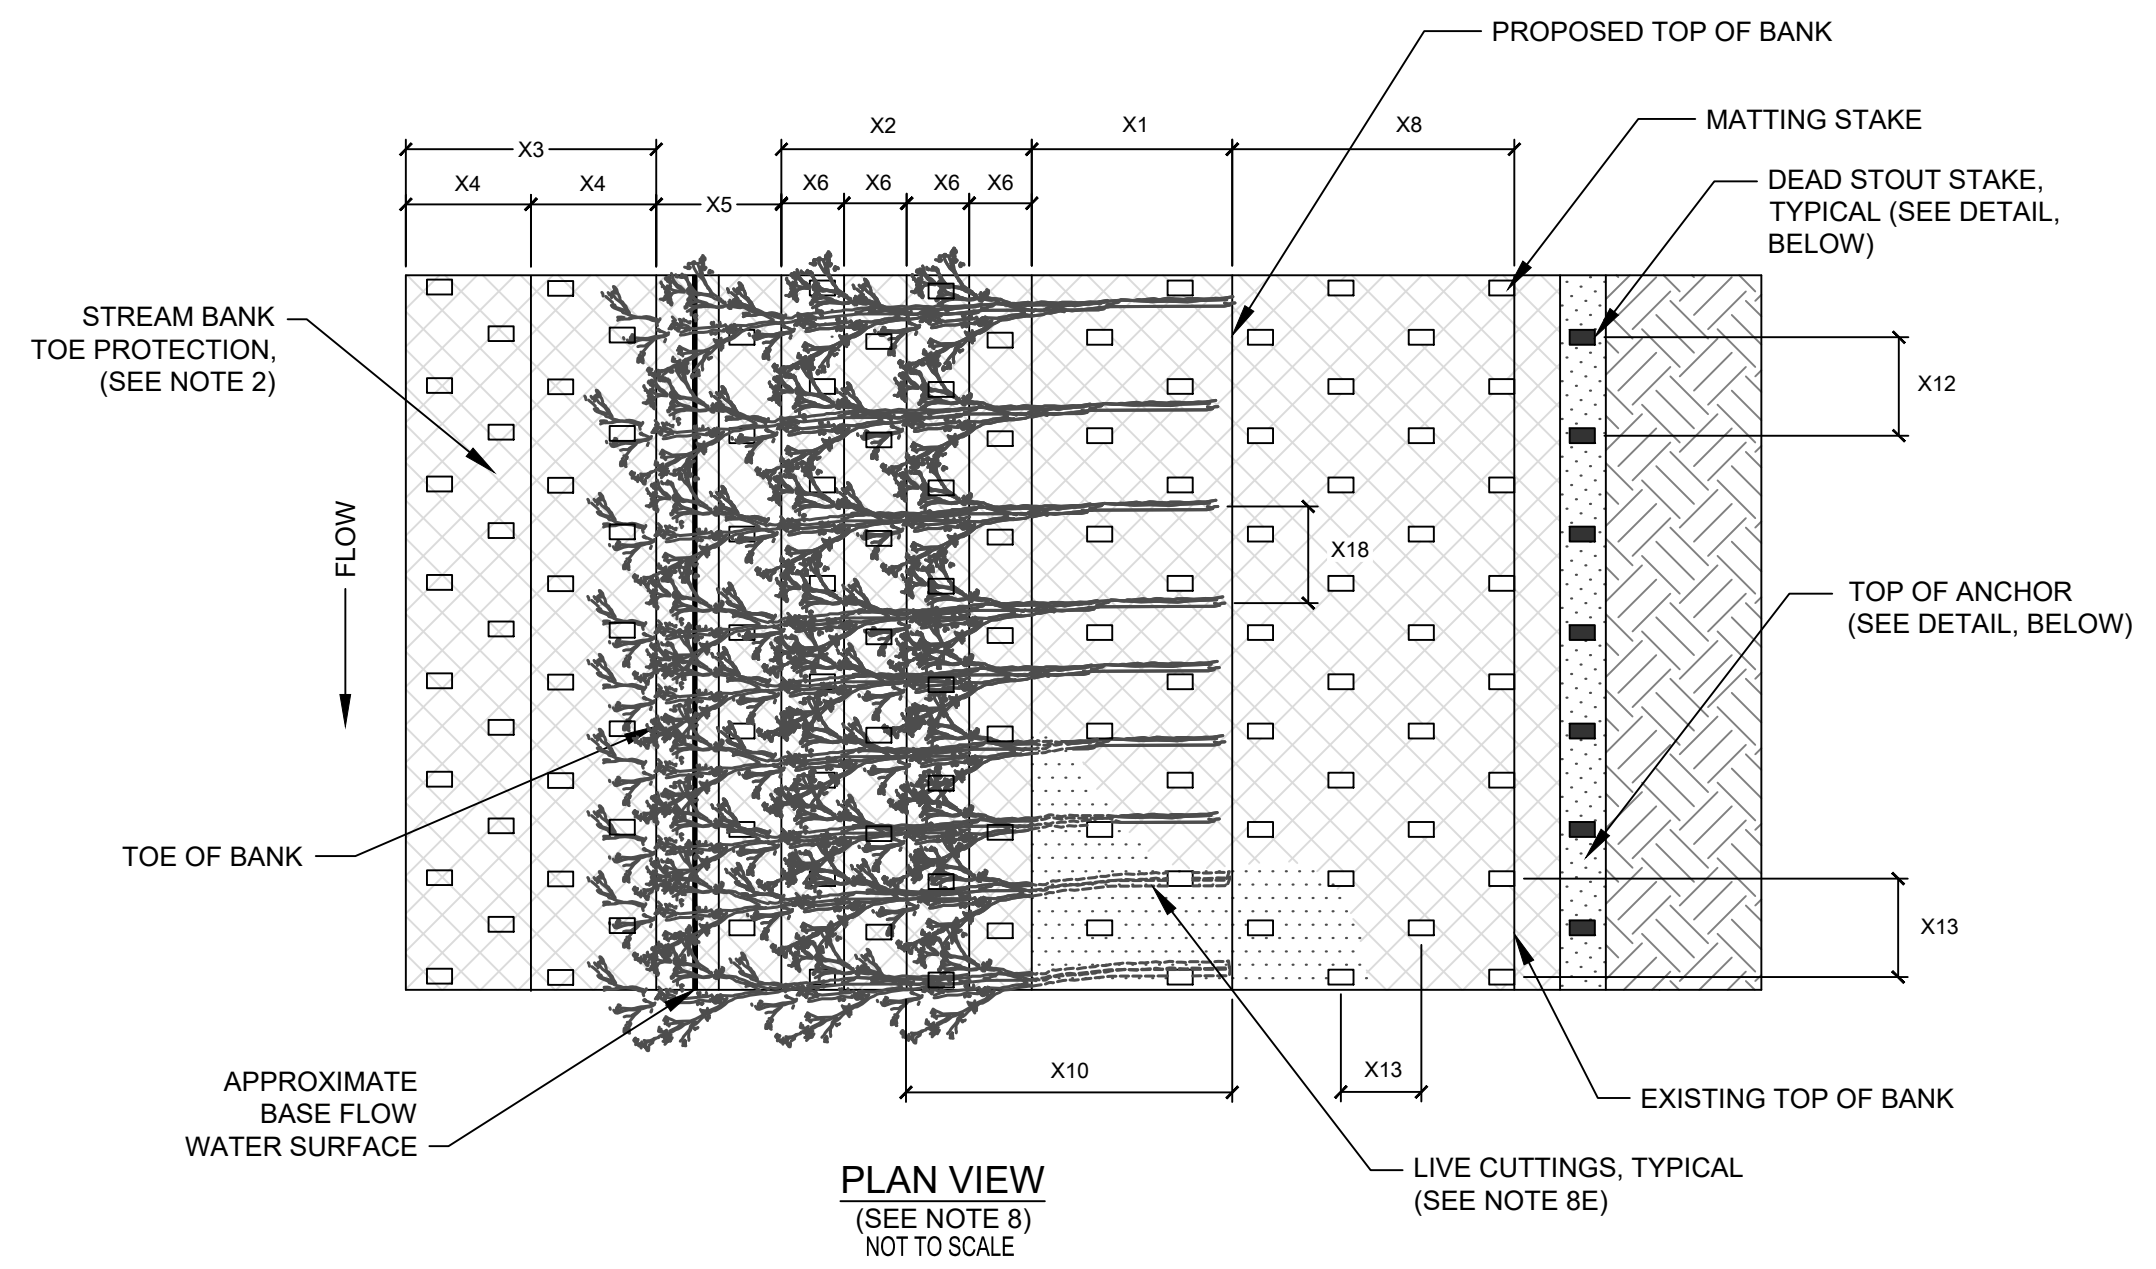 PROPOSED TOP OF BANK
MATTING STAKE
DEAD STOUT STAKE,
TYPICAL (SEE DETAIL,
BELOW)
X2
X1
X8
X3
X4
X4
X5
X6
X6
X6
X6
STREAM BANK
TOE PROTECTION,
(SEE NOTE 2)
X12
FLOW
X18
TOP OF ANCHOR
(SEE DETAIL, BELOW)
TOE OF BANK
X13
X10
X13
APPROXIMATE
BASE FLOW
WATER SURFACE
EXISTING TOP OF BANK
LIVE CUTTINGS, TYPICAL
(SEE NOTE 8E)
PLAN VIEW
(SEE NOTE 8)
NOT TO SCALE